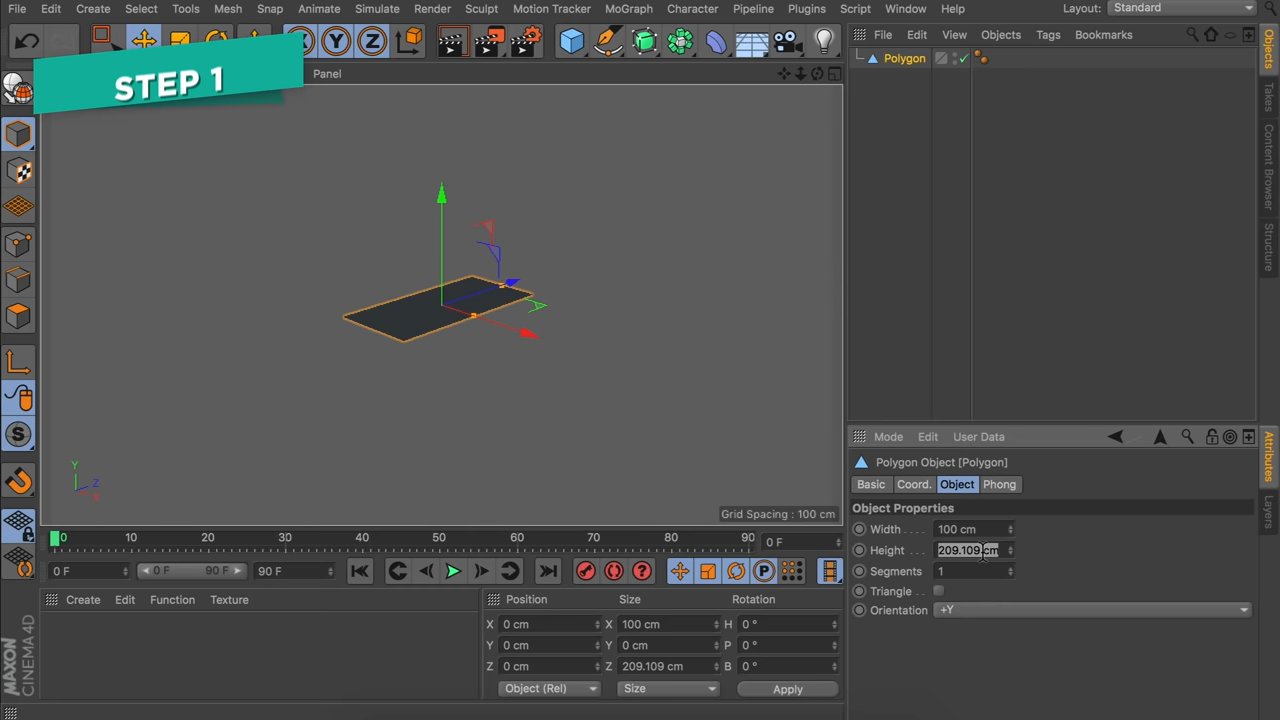 File Edit Create Select Tools Mesh Snap Animate Simulate Render Sculpt Motion Tracker MoGraph Character Pipeline Plugins Script Window Help Layout: Standard
File Edit View Objects Tags Bookmarks
STEP 1
Panel
Polygon
Objects
Takes
Content Browser
Structure
Y
Z
X
Grid Spacing : 100 cm
Mode Edit User Data
Polygon Object [Polygon]
Basic Coord. Object Phong
Object Properties
Width 100 cm
Height 209.109 cm
Segments 1
Triangle
Orientation +Y
Attributes
Layers
0 10 20 30 40 50 60 70 80 90 0 F
0 F 0 F 90 F 90 F
Create Edit Function Texture
Position Size Rotation
X 0 cm X 100 cm H 0 °
Y 0 cm Y 0 cm P 0 °
Z 0 cm Z 209.109 cm B 0 °
Object (Rel) Size Apply
MAXON
CINEMA 4D